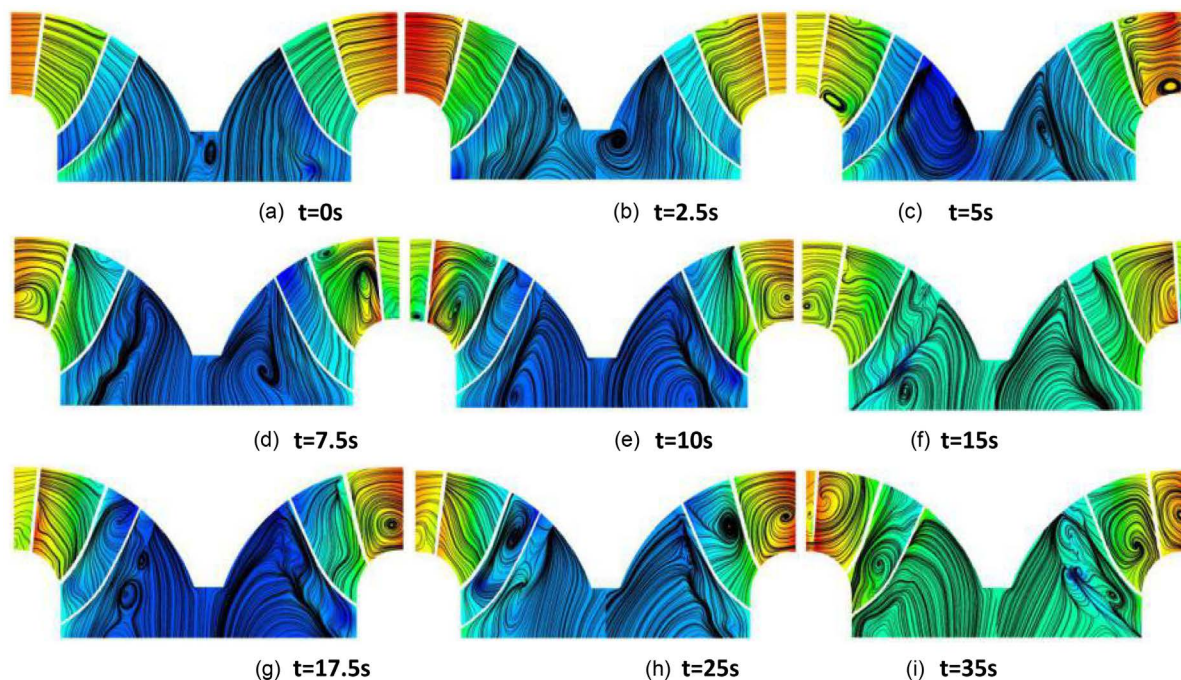 (a) t=0s (b) t=2.5s (c) t=5s
(d) t=7.5s (e) t=10s (f) t=15s
(g) t=17.5s (h) t=25s (i) t=35s